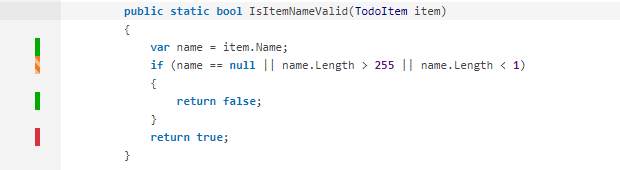 public static bool IsItemNameValid(TodoItem item)
{
var name = item.Name;
if (name == null || name.Length > 255 || name.Length < 1)
{
return false;
}
return true;
}